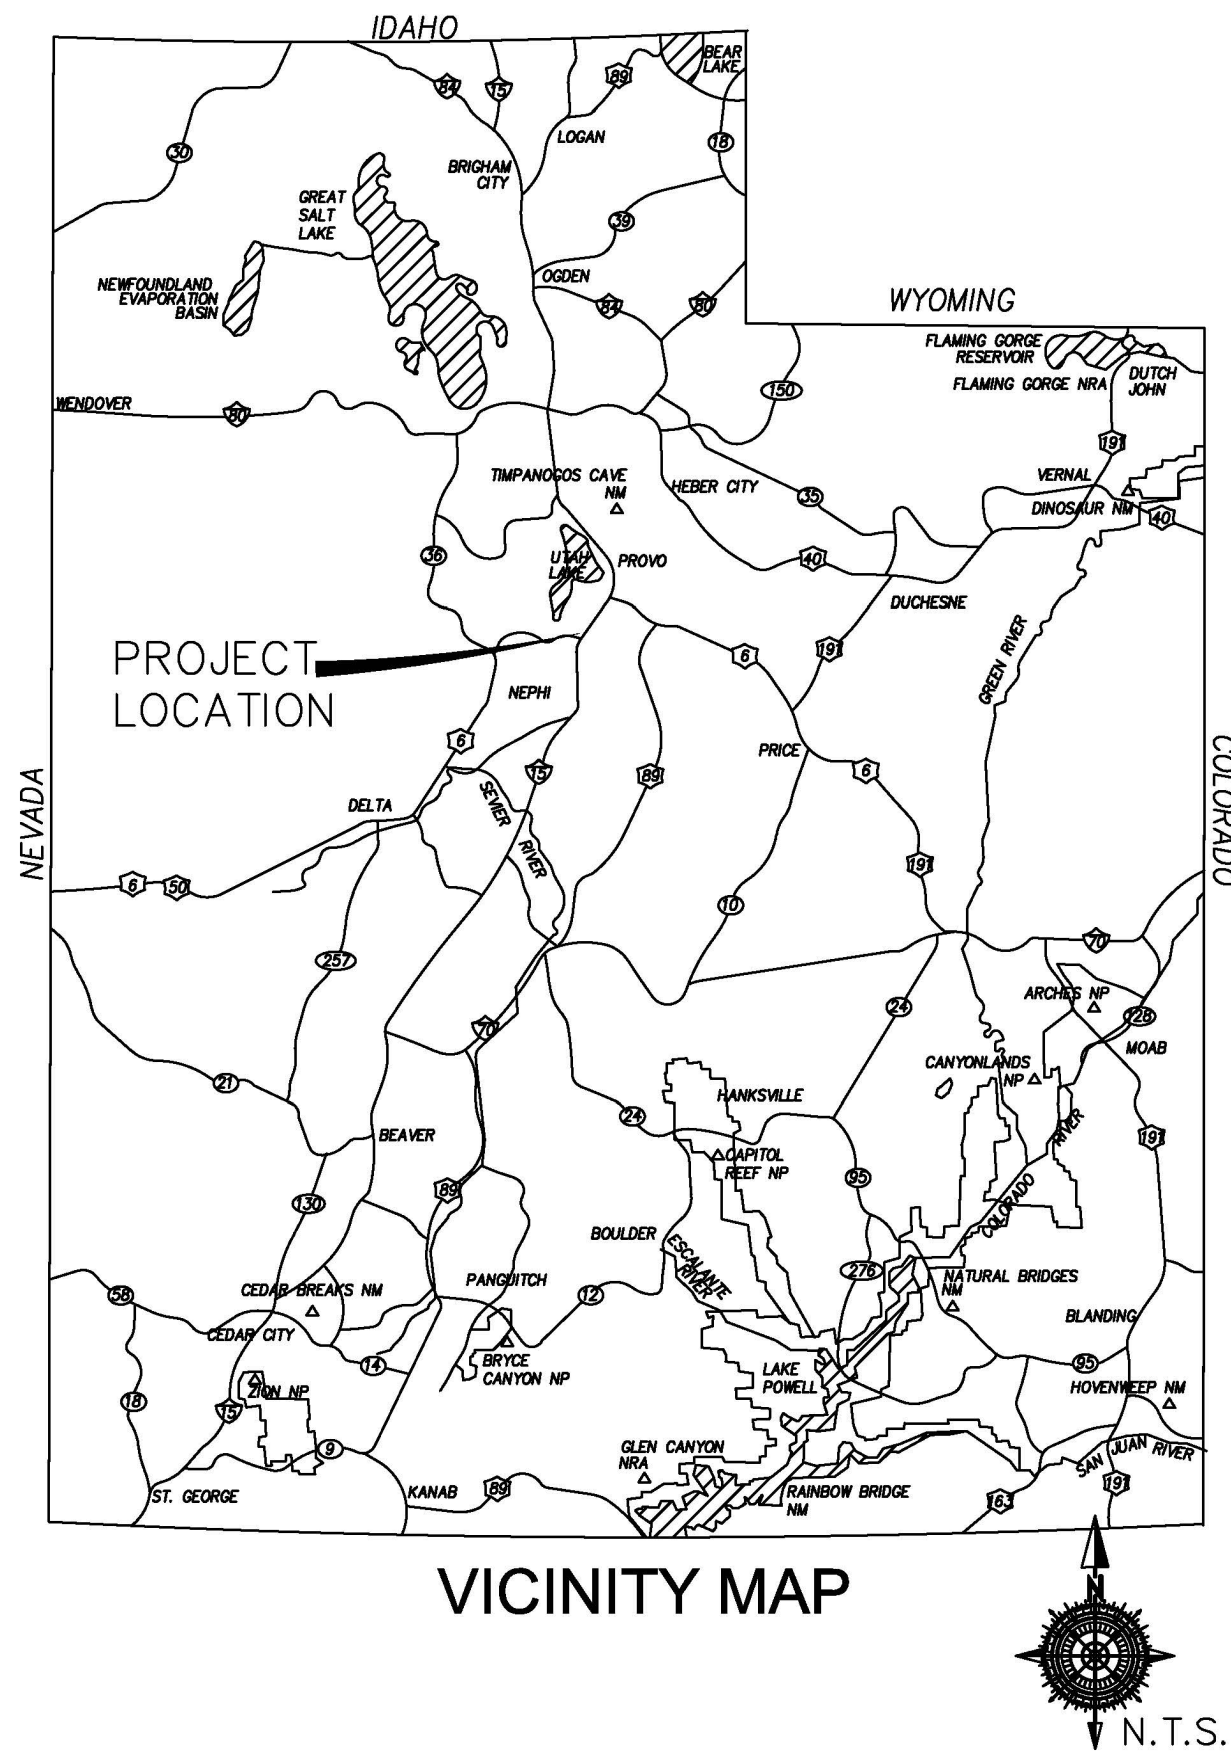 IDAHO
BEAR
LAKE
84
15
89
LOGAN
18
30
BRIGHAM
CITY
GREAT
SALT
LAKE
39
OGDEN
NEWFOUNDLAND
EVAPORATION
BASIN
84
80
WYOMING
FLAMING GORGE
RESERVOIR
FLAMING GORGE NRA
DUTCH
JOHN
150
WENDOVER
80
191
TIMPANOGOS CAVE
NM
HEBER CITY
35
VERNAL
DINOSAUR NM
40
36
UTAH
LAKE
PROVO
40
DUCHESNE
PROJECT
LOCATION
6
191
GREEN RIVER
NEPHI
6
15
89
PRICE
6
COLORADO
NEVADA
DELTA
SEVIER
RIVER
6
50
191
10
257
70
24
ARCHES NP
128
MOAB
70
CANYONLANDS
NP
21
HANKSVILLE
24
BEAVER
CAPITOL
REEF NP
RIVER
191
95
89
130
COLORADO
BOULDER
ESCALANTE
RIVER
276
NATURAL BRIDGES
NM
PANGUITCH
12
58
CEDAR BREAKS NM
BLANDING
CEDAR CITY
14
BRYCE
CANYON NP
LAKE
POWELL
95
HOVENWEEP NM
ZION NP
18
15
9
GLEN CANYON
NRA
SAN JUAN RIVER
191
ST. GEORGE
KANAB
89
RAINBOW BRIDGE
NM
163
VICINITY MAP
N
N.T.S.